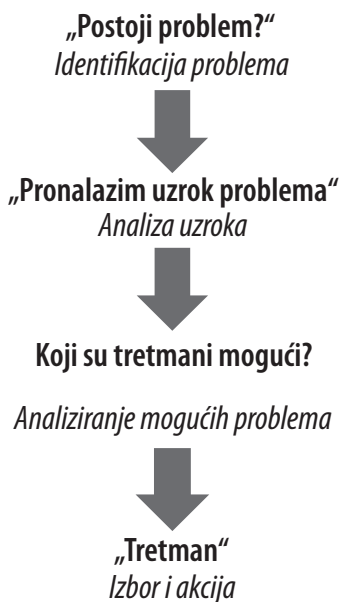 „Postoji problem?“
Identifikacija problema
„Pronalazim uzrok problema“
Analiza uzroka
Koji su tretmani mogući?
Analiziranje mogućih problema
„Tretman“
Izbor i akcija